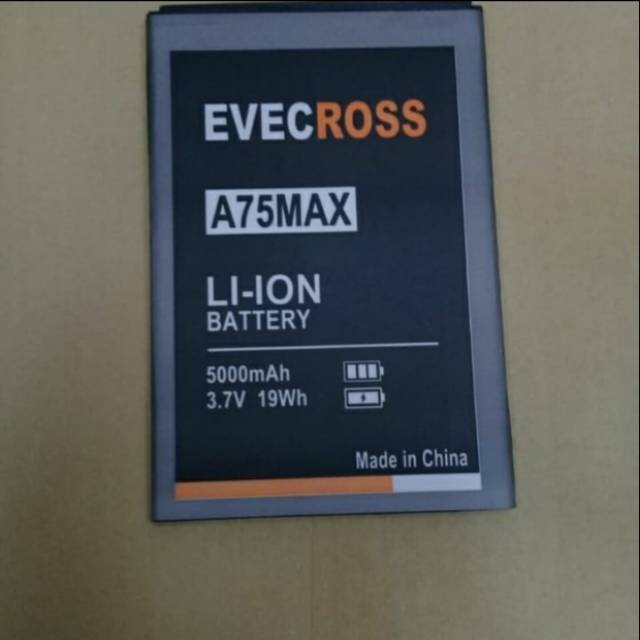 EVECROSS
A75MAX
LI-ION
BATTERY
5000mAh
3.7V 19Wh
Made in China